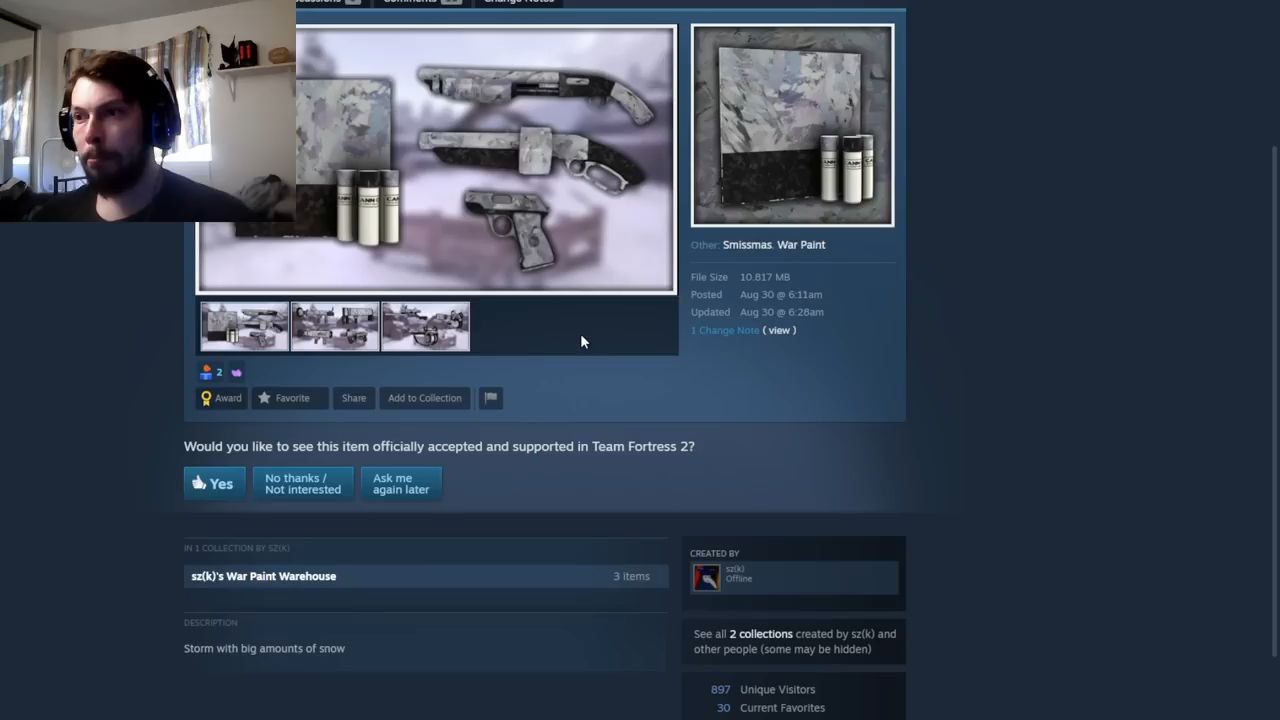 Comments
Change Notes
Other: Smissmas, War Paint
File Size 10.817 MB
Posted Aug 30 @ 6:11am
Updated Aug 30 @ 6:28am
1 Change Note ( view )
2
Award
Favorite
Share
Add to Collection
Would you like to see this item officially accepted and supported in Team Fortress 2?
Yes
No thanks /
Not interested
Ask me
again later
IN 1 COLLECTION BY SZ(K)
sz(k)'s War Paint Warehouse 3 items
DESCRIPTION
Storm with big amounts of snow
CREATED BY
sz(k)
Offline
See all 2 collections created by sz(k) and
other people (some may be hidden)
897 Unique Visitors
30 Current Favorites